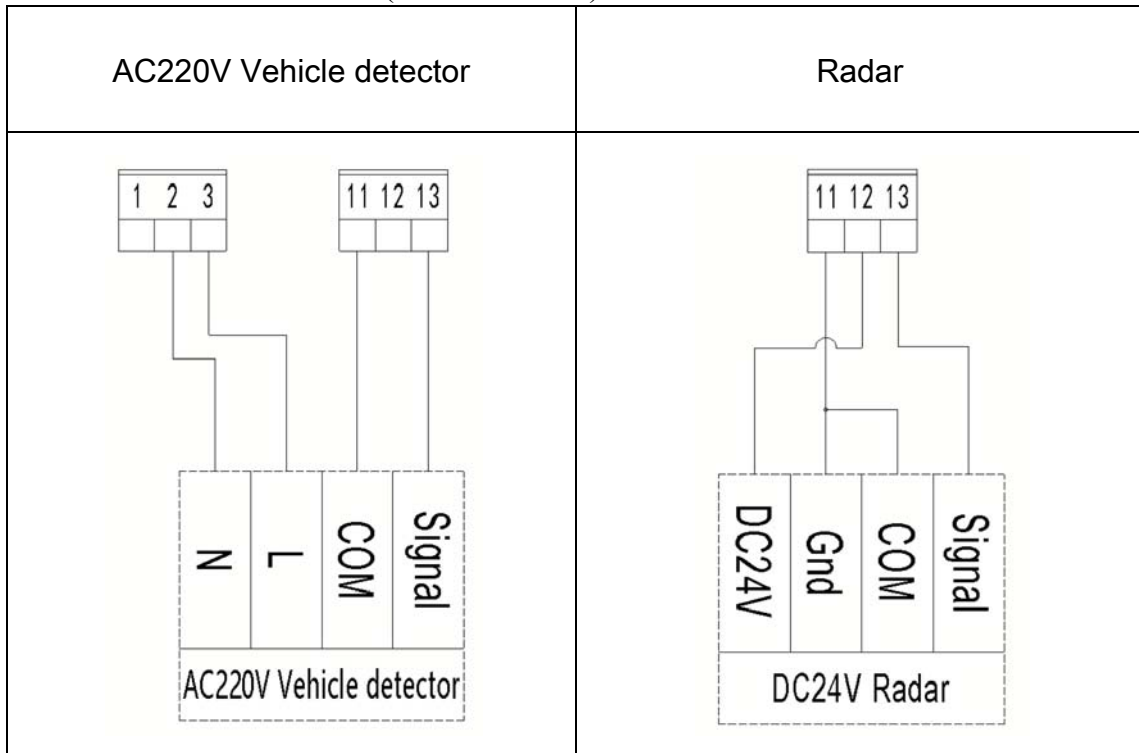 AC220V Vehicle detector
Radar
1 2 3
11 12 13
N
L
COM
Signal
AC220V Vehicle detector
11 12 13
DC24V
Gnd
COM
Signal
DC24V Radar